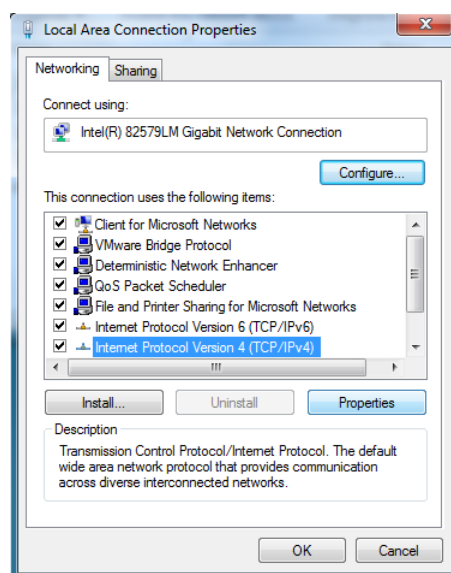 Local Area Connection Properties
Networking
Sharing
Connect using:
Intel(R) 82579LM Gigabit Network Connection
Configure...
This connection uses the following items:
Client for Microsoft Networks
VMware Bridge Protocol
Deterministic Network Enhancer
QoS Packet Scheduler
File and Printer Sharing for Microsoft Networks
Internet Protocol Version 6 (TCP/IPv6)
Internet Protocol Version 4 (TCP/IPv4)
Install...
Uninstall
Properties
Description
Transmission Control Protocol/Internet Protocol. The default
wide area network protocol that provides communication
across diverse interconnected networks.
OK
Cancel